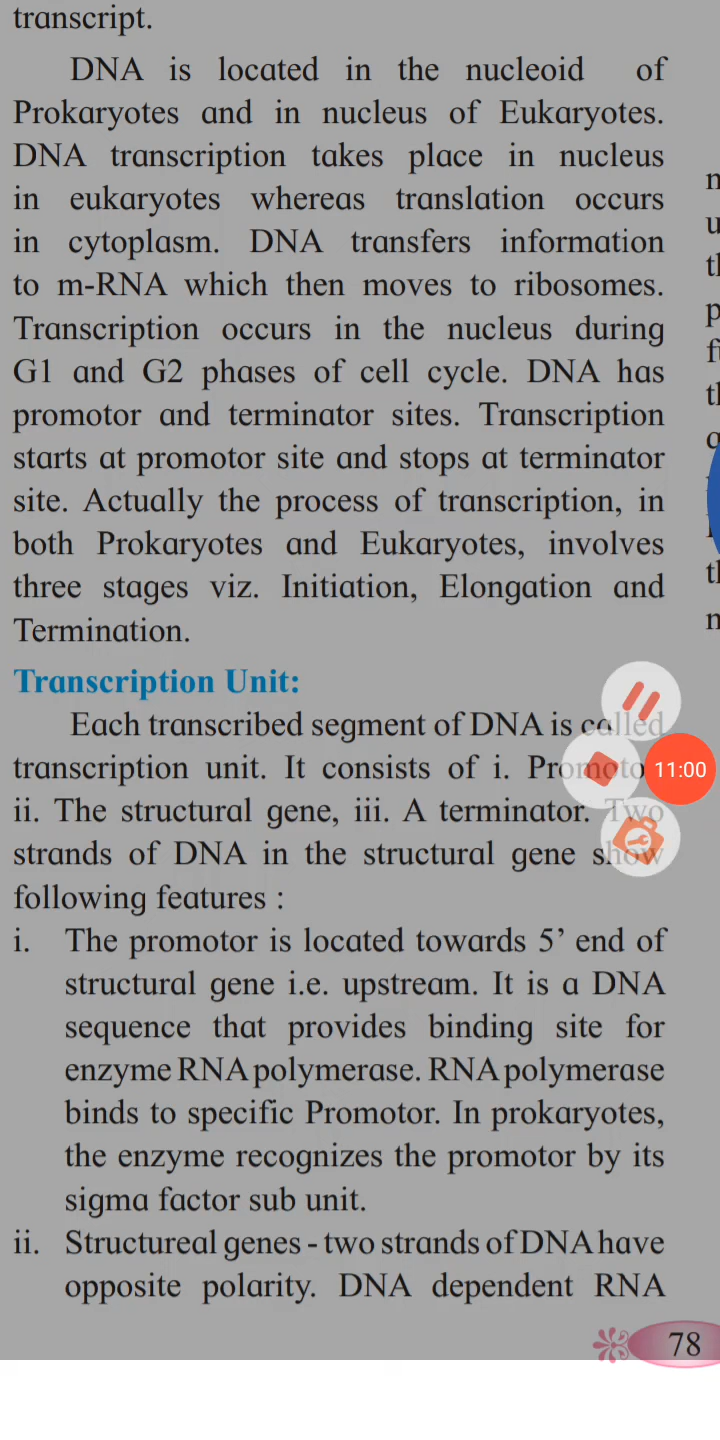 transcript.
DNA is located in the nucleoid of
Prokaryotes and in nucleus of Eukaryotes.
DNA transcription takes place in nucleus
in eukaryotes whereas translation occurs
in cytoplasm. DNA transfers information
to m-RNA which then moves to ribosomes.
Transcription occurs in the nucleus during
G1 and G2 phases of cell cycle. DNA has
promotor and terminator sites. Transcription
starts at promotor site and stops at terminator
site. Actually the process of transcription, in
both Prokaryotes and Eukaryotes, involves
three stages viz. Initiation, Elongation and
Termination.
Transcription Unit:
Each transcribed segment of DNA is called
transcription unit. It consists of i. Promoto
11:00
ii. The structural gene, iii. A terminator. Two
strands of DNA in the structural gene show
following features :
i. The promotor is located towards 5’ end of
structural gene i.e. upstream. It is a DNA
sequence that provides binding site for
enzyme RNA polymerase. RNA polymerase
binds to specific Promotor. In prokaryotes,
the enzyme recognizes the promotor by its
sigma factor sub unit.
ii. Structureal genes - two strands of DNA have
opposite polarity. DNA dependent RNA
78